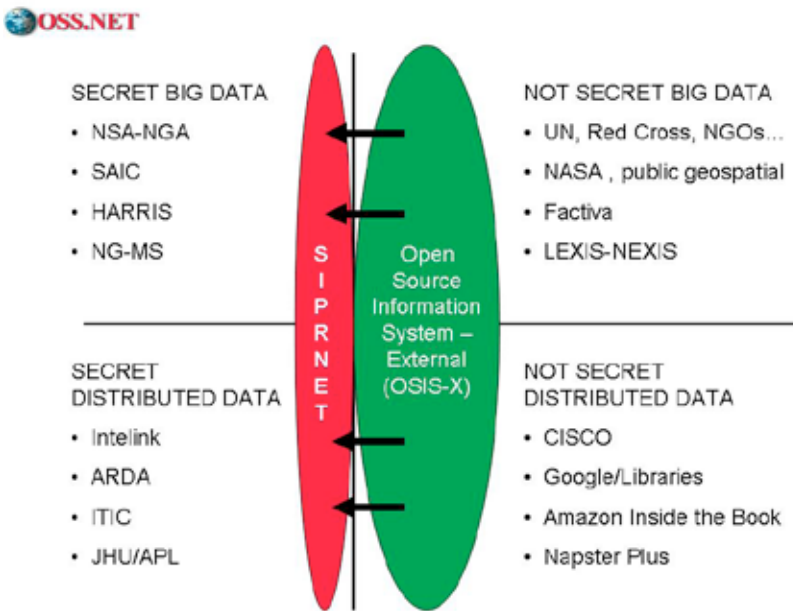 OSS.NET
SECRET BIG DATA
• NSA-NGA
• SAIC
• HARRIS
• NG-MS
SECRET
DISTRIBUTED DATA
• Intelink
• ARDA
• ITIC
• JHU/APL
SIPRNET
Open
Source
Information
System –
External
(OSIS-X)
NOT SECRET BIG DATA
• UN, Red Cross, NGOs...
• NASA , public geospatial
• Factiva
• LEXIS-NEXIS
NOT SECRET
DISTRIBUTED DATA
• CISCO
• Google/Libraries
• Amazon Inside the Book
• Napster Plus